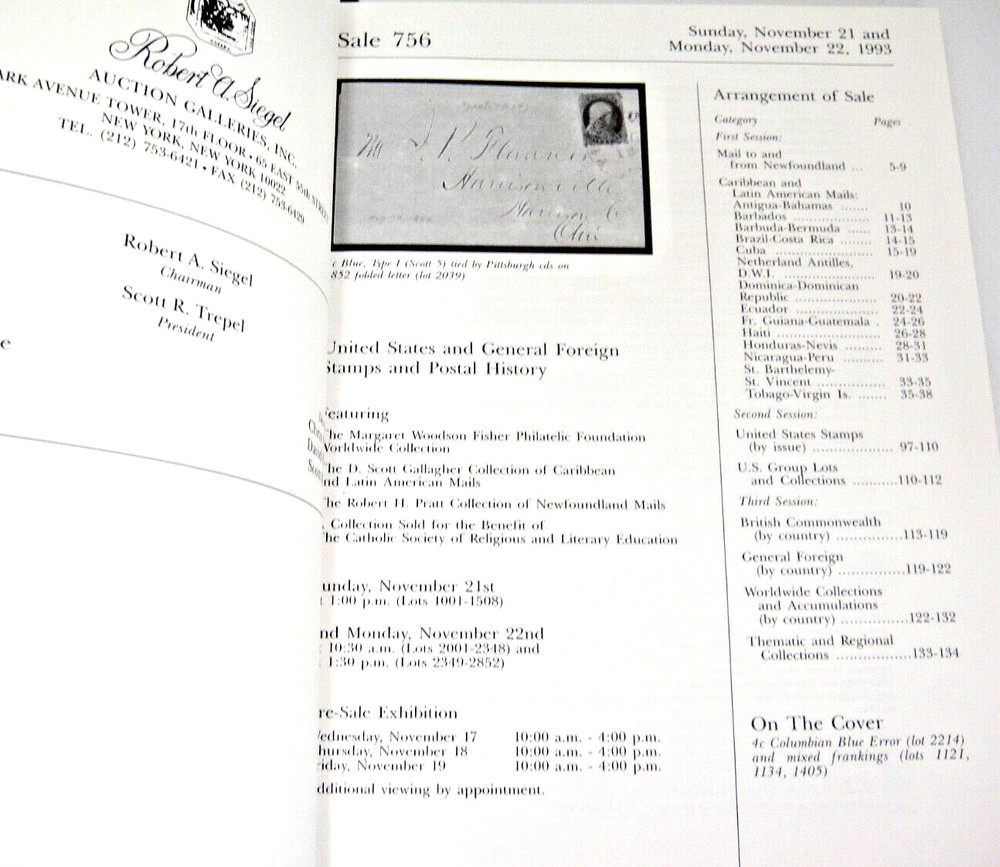 Robert A. Siegel
AUCTION GALLERIES, INC.
ARK AVENUE TOWER, 17th FLOOR • 65 EAST 55th STREET
NEW YORK, NEW YORK 10022
TEL. (212) 753-6421 • FAX (212) 753-6429
Robert A. Siegel
Chairman
Scott R. Trepel
President
e
Sale 756
Sunday, November 21 and
Monday, November 22, 1993
Harrisonville
Harrison Co
Ohio
c Blue, Type I (Scott 5) tied by Pittsburgh cds on
852 folded letter (lot 2039)
United States and General Foreign
Stamps and Postal History
Featuring
he Margaret Woodson Fisher Philatelic Foundation
Worldwide Collection
he D. Scott Gallagher Collection of Caribbean
nd Latin American Mails
he Robert H. Pratt Collection of Newfoundland Mails
Collection Sold for the Benefit of
he Catholic Society of Religious and Literary Education
unday, November 21st
t 1:00 p.m. (Lots 1001-1508)
nd Monday, November 22nd
10:30 a.m. (Lots 2001-2348) and
1:30 p.m. (Lots 2349-2852)
re-Sale Exhibition
ednesday, November 17 10:00 a.m. - 4:00 p.m.
hursday, November 18 10:00 a.m. - 4:00 p.m.
riday, November 19 10:00 a.m. - 4:00 p.m.
dditional viewing by appointment.
Arrangement of Sale
Category Pages
First Session:
Mail to and
from Newfoundland ... 5-9
Caribbean and
Latin American Mails:
Antigua-Bahamas ...... 10
Barbados .................. 11-13
Barbuda-Bermuda ...... 13-14
Brazil-Costa Rica ........ 14-15
Cuba ........................ 15-19
Netherland Antilles,
D.W.I. ...................... 19-20
Dominica-Dominican
Republic .................. 20-22
Ecuador .................... 22-24
Fr. Guiana-Guatemala . 24-26
Haiti ........................ 26-28
Honduras-Nevis ......... 28-31
Nicaragua-Peru .......... 31-33
St. Barthelemy-
St. Vincent ................ 33-35
Tobago-Virgin Is. ....... 35-38
Second Session:
United States Stamps
(by issue) .................... 97-110
U.S. Group Lots
and Collections ...........110-112
Third Session:
British Commonwealth
(by country) ................113-119
General Foreign
(by country) ................119-122
Worldwide Collections
and Accumulations
(by country) ................122-132
Thematic and Regional
Collections ..................133-134
On The Cover
4c Columbian Blue Error (lot 2214)
and mixed frankings (lots 1121,
1134, 1405)